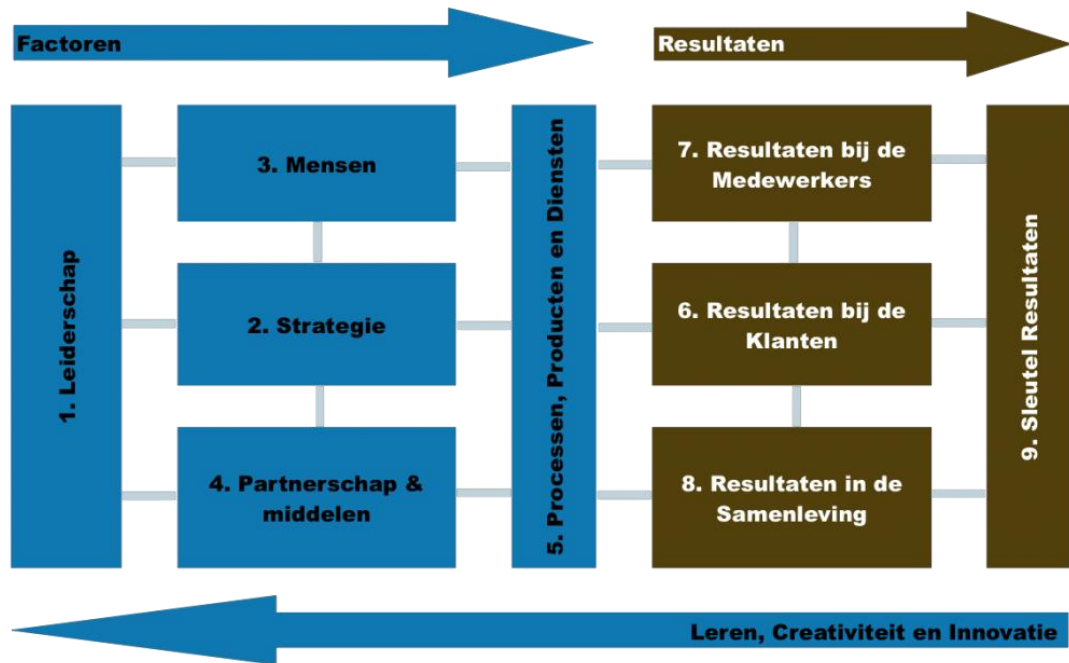 Factoren
Resultaten
1. Leiderschap
3. Mensen
2. Strategie
4. Partnerschap &
middelen
5. Processen, Producten en Diensten
7. Resultaten bij de
Medewerkers
6. Resultaten bij de
Klanten
8. Resultaten in de
Samenleving
9. Sleutel Resultaten
Leren, Creativiteit en Innovatie